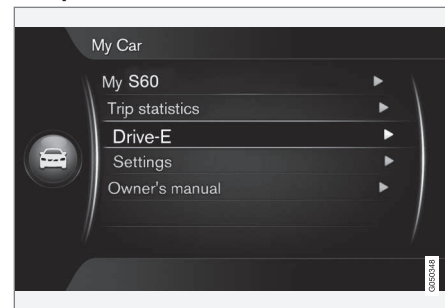 My Car
My S60
Trip statistics
Drive-E
Settings
Owner's manual
G050348